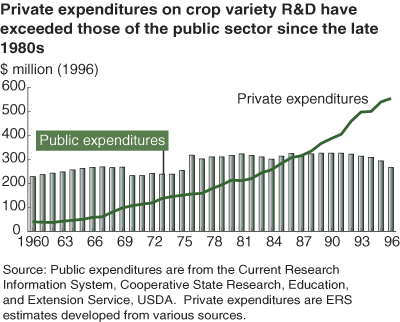 Private expenditures on crop variety R&D have
exceeded those of the public sector since the late
1980s
$ million (1996)
600
500
400
300
200
100
0
Private expenditures
Public expenditures
1960 63 66 69 72 75 78 81 84 87 90 93 96
Source: Public expenditures are from the Current Research
Information System, Cooperative State Research, Education,
and Extension Service, USDA. Private expenditures are ERS
estimates developed from various sources.